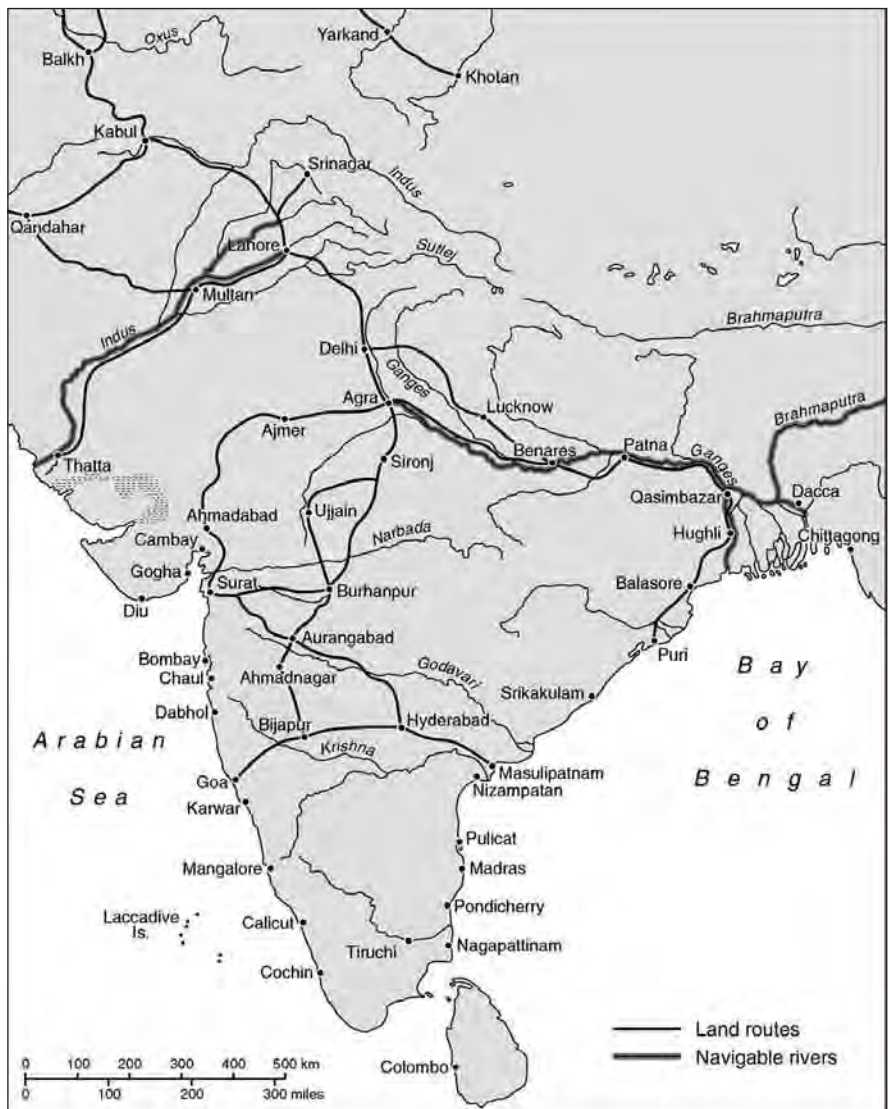 Oxus
Yarkand
Balkh
Khotan
Kabul
Srinagar
Indus
Qandahar
Lahore
Sutlej
Multan
Indus
Brahmaputra
Delhi
Ganges
Agra
Lucknow
Brahmaputra
Ajmer
Benares
Patna
Ganges
Thatta
Sironj
Qasimbazar
Dacca
Ahmadabad
Ujjain
Hughli
Chittagong
Cambay
Narbada
Gogha
Surat
Burhanpur
Balasore
Diu
Aurangabad
Puri
Bombay
Chaul
Ahmadnagar
Godavari
Srikakulam
Bay
of
Bengal
Dabhol
Bijapur
Hyderabad
Krishna
Arabian
Sea
Goa
Masulipatnam
Nizampatan
Karwar
Pulicat
Mangalore
Madras
Laccadive
Is.
Calicut
Pondicherry
Tiruchi
Nagapattinam
Cochin
Land routes
Navigable rivers
Colombo
0 100 200 300 400 500 km
0 100 200 300 miles